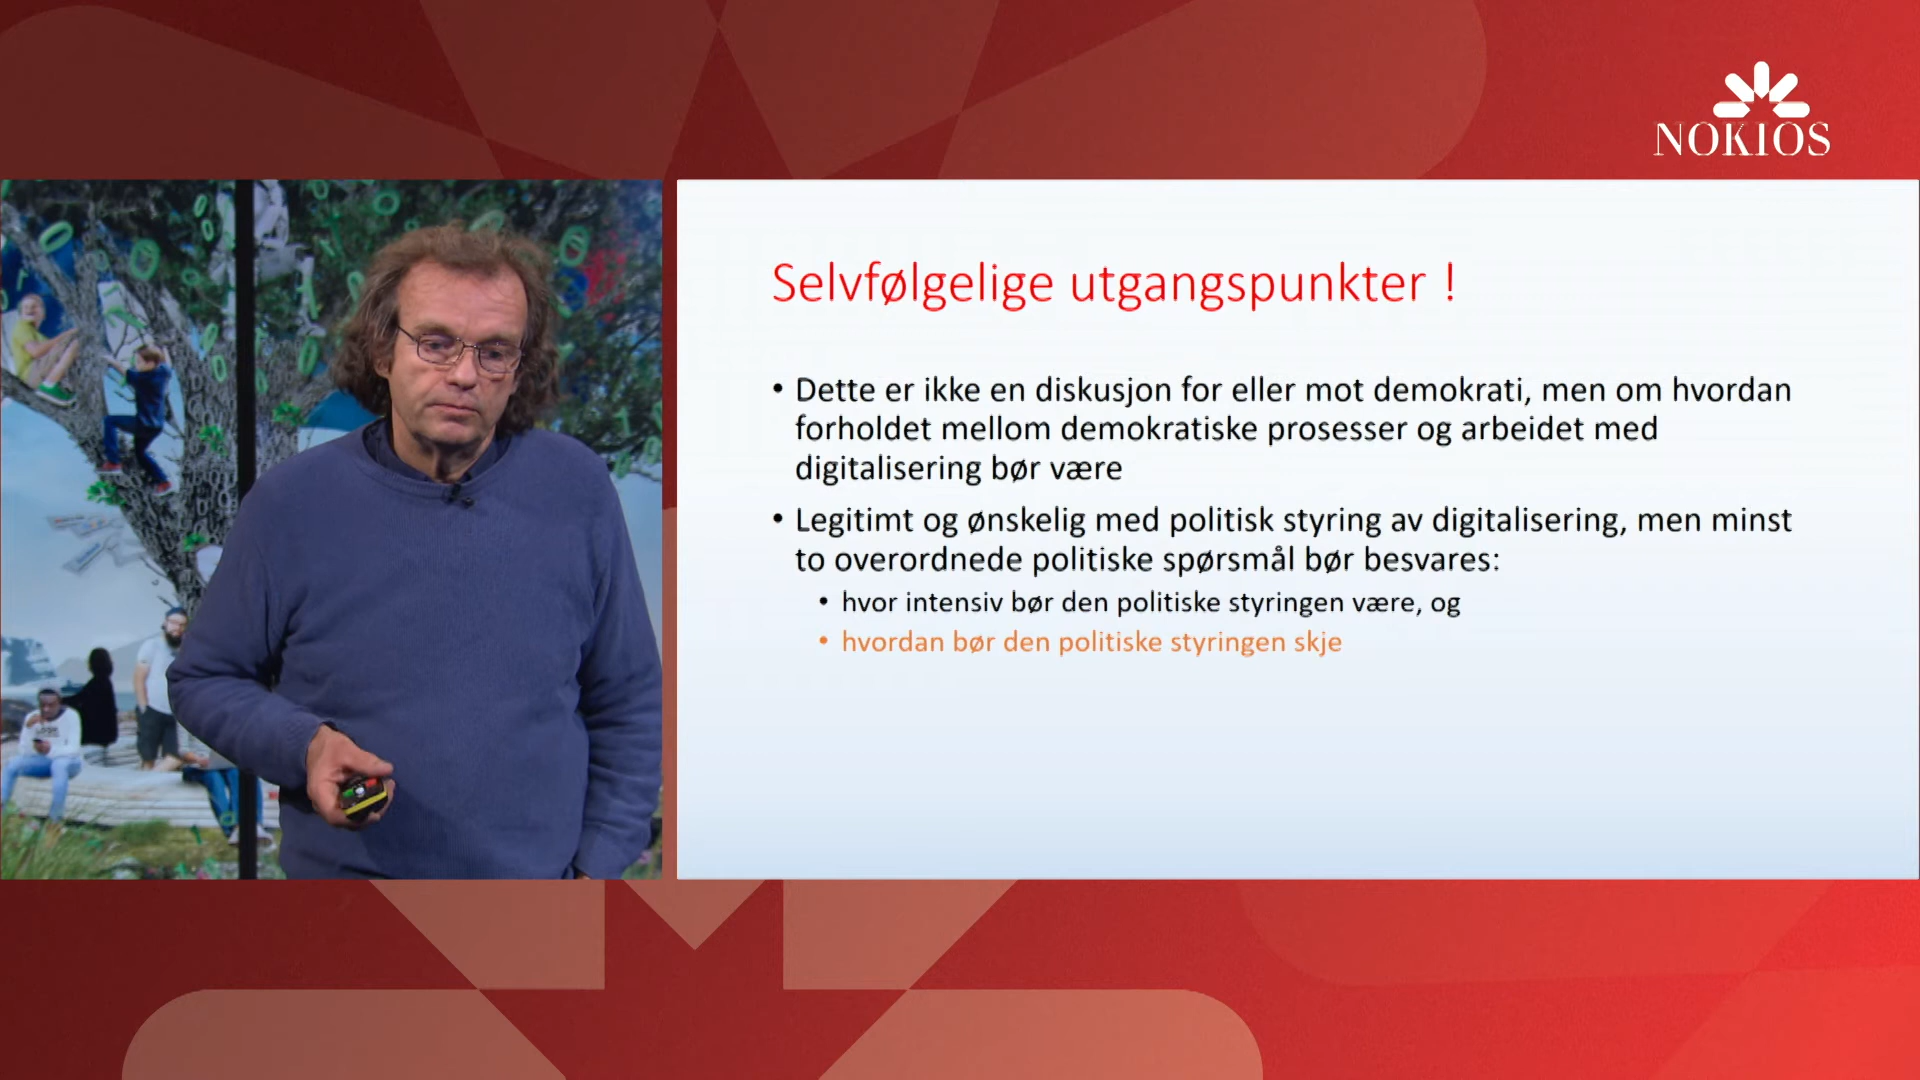 NOKIOS
Selvfølgelige utgangspunkter !
• Dette er ikke en diskusjon for eller mot demokrati, men om hvordan
forholdet mellom demokratiske prosesser og arbeidet med
digitalisering bør være
• Legitimt og ønskelig med politisk styring av digitalisering, men minst
to overordnede politiske spørsmål bør besvares:
• hvor intensiv bør den politiske styringen være, og
• hvordan bør den politiske styringen skje